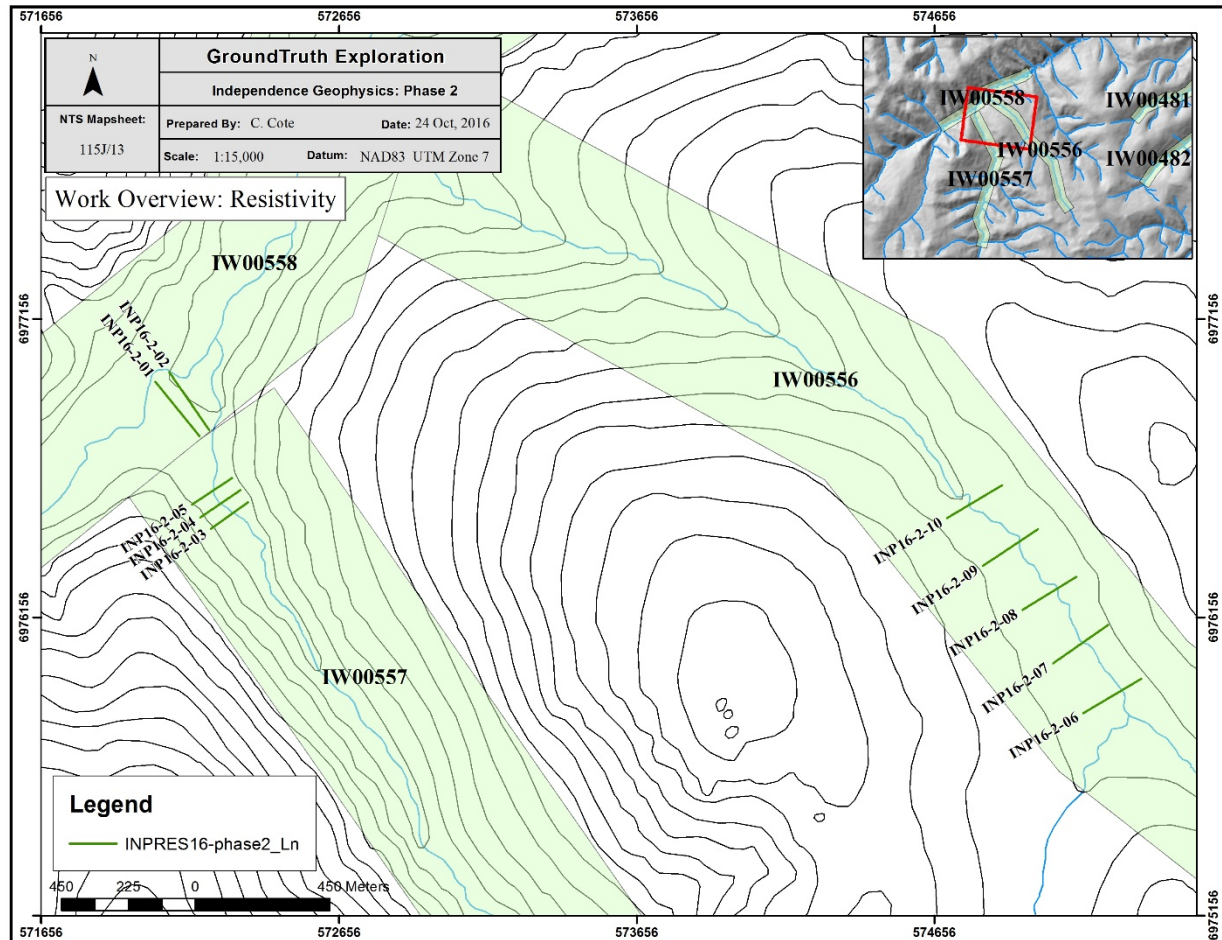 571656
572656
573656
574656
N
GroundTruth Exploration
Independence Geophysics: Phase 2
NTS Mapsheet:
115J/13
Prepared By: C. Cote
Date: 24 Oct, 2016
Scale: 1:15,000
Datum: NAD83 UTM Zone 7
Work Overview: Resistivity
IW00558
IW00481
IW00556
IW00482
IW00557
IW00558
6977156
6977156
INP16-2-02
INP16-2-01
IW00556
INP16-2-05
INP16-2-04
INP16-2-03
INP16-2-10
INP16-2-09
INP16-2-08
INP16-2-07
INP16-2-06
6976156
6976156
IW00557
Legend
INPRES16-phase2_Ln
450 225 0 450 Meters
6975156
571656
572656
573656
574656